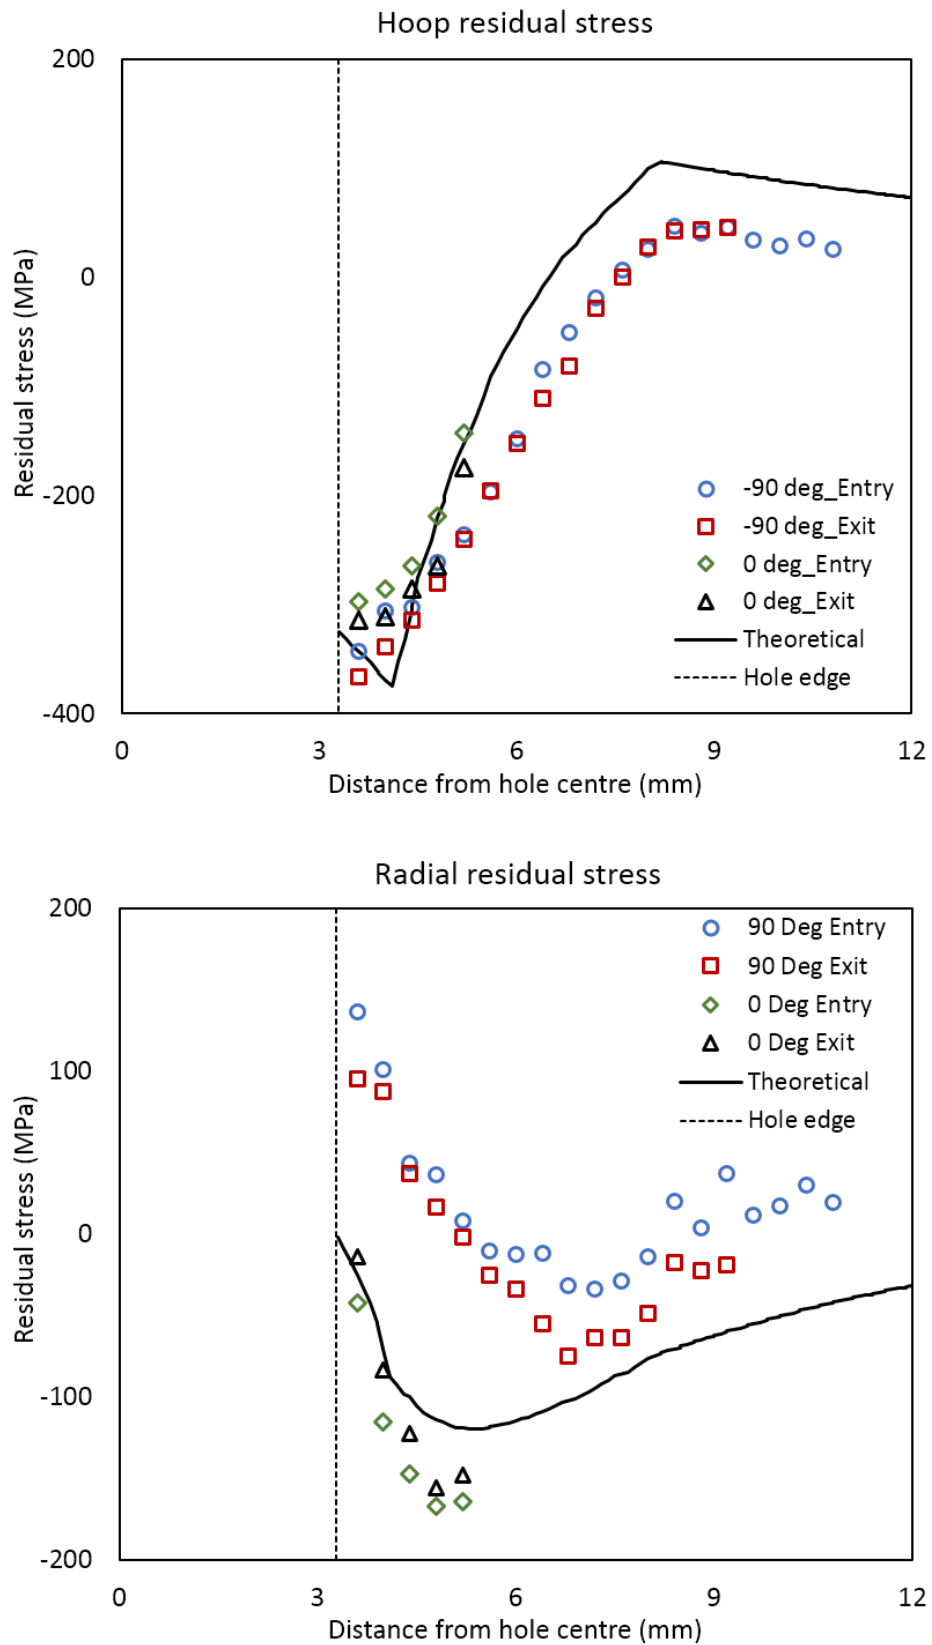 Hoop residual stress
200
0
-200
-400
Residual stress (MPa)
-90 deg_Entry
-90 deg_Exit
0 deg_Entry
0 deg_Exit
Theoretical
Hole edge
0 3 6 9 12
Distance from hole centre (mm)
Radial residual stress
200
100
0
-100
-200
Residual stress (MPa)
90 Deg Entry
90 Deg Exit
0 Deg Entry
0 Deg Exit
Theoretical
Hole edge
0 3 6 9 12
Distance from hole centre (mm)